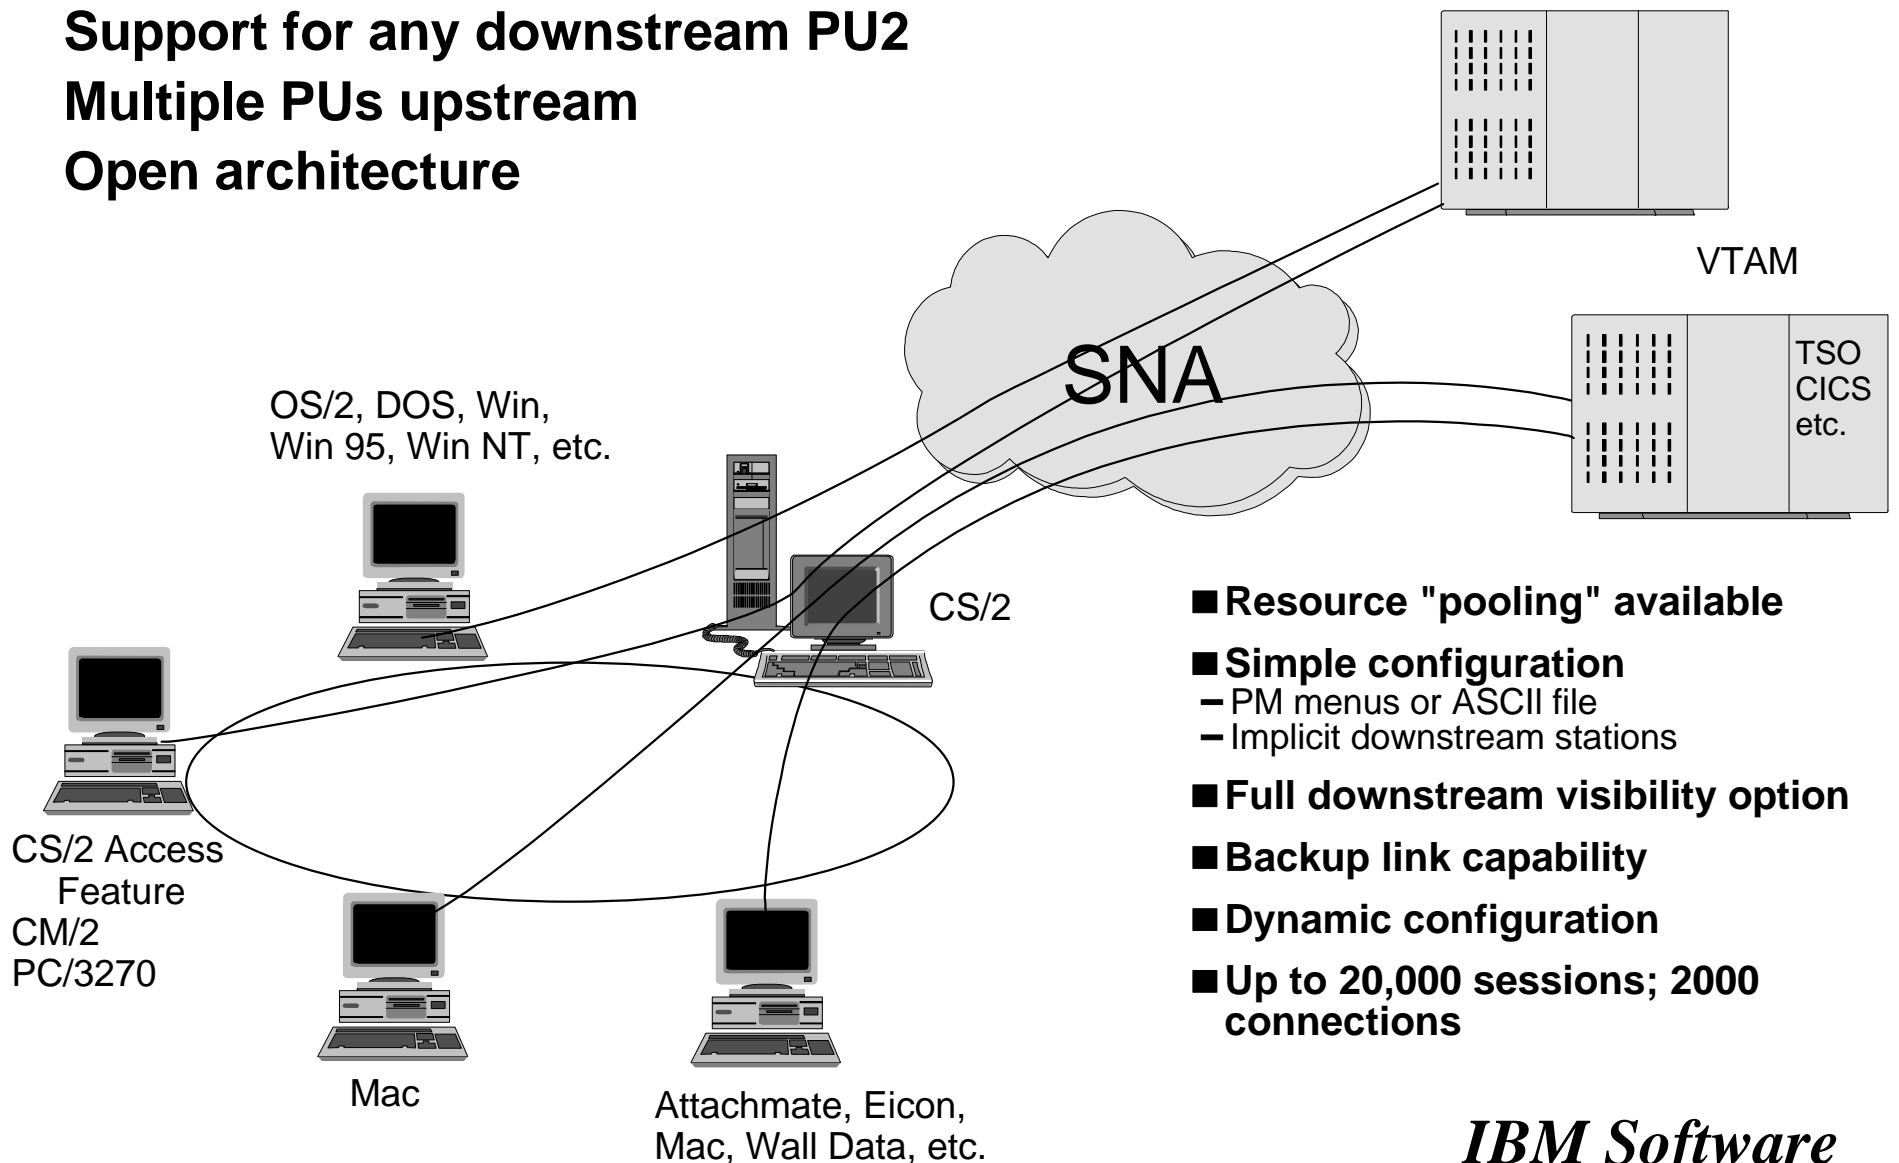 Support for any downstream PU2
Multiple PUs upstream
Open architecture
VTAM
SNA
TSO
CICS
etc.
OS/2, DOS, Win,
Win 95, Win NT, etc.
CS/2
CS/2 Access
Feature
CM/2
PC/3270
Mac
Attachmate, Eicon,
Mac, Wall Data, etc.
■ Resource "pooling" available
■ Simple configuration
– PM menus or ASCII file
– Implicit downstream stations
■ Full downstream visibility option
■ Backup link capability
■ Dynamic configuration
■ Up to 20,000 sessions; 2000
connections
IBM Software